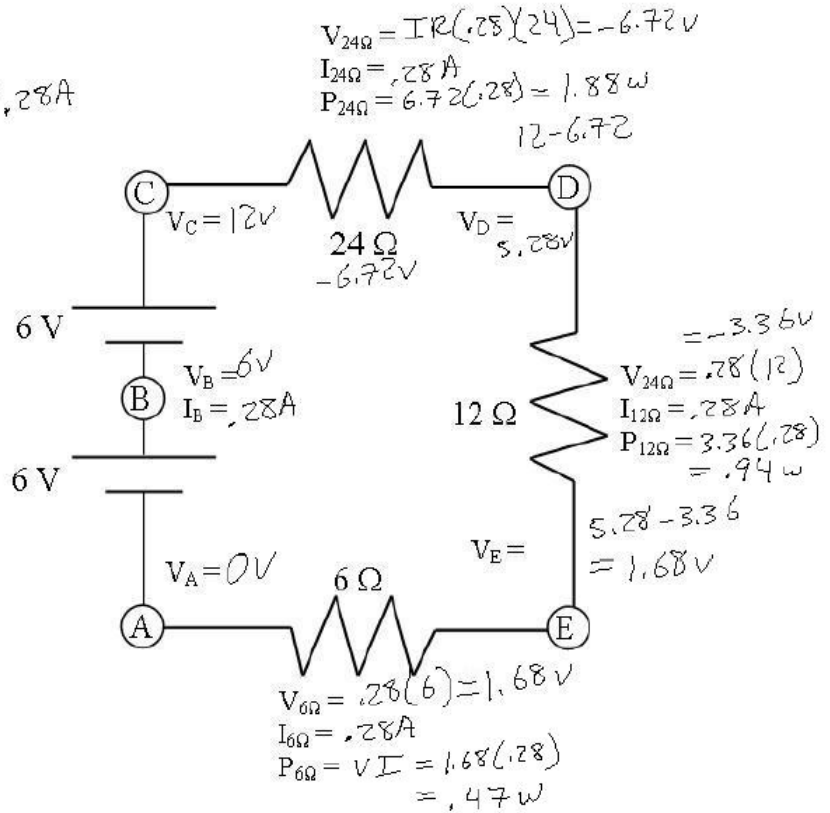 V24Ω = IR(.28)(24)=-6.72v
I24Ω = .28A
.28A
P24Ω = 6.72(.28) = 1.88w
12-6.72
C
D
VC = 12v
VD =
5.28v
24 Ω
-6.72v
6 V
=-3.36v
VB = 6v
V24Ω = .28(12)
B
IB = .28A
12 Ω
I12Ω = .28A
P12Ω = 3.36(.28)
= .94w
6 V
5.28-3.36
VE =
= 1.68v
VA = 0V
6 Ω
A
E
V6Ω = .28(6)=1.68v
I6Ω = .28A
P6Ω = VI = 1.68(.28)
= .47w